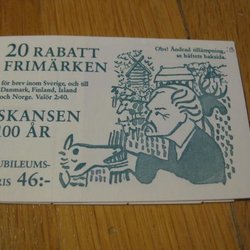 20 RABATT
FRIMÄRKEN
för brev inom Sverige, och till
Danmark, Finland, Island
och Norge. Valör 2:40.
Obs! Ändrad tillämpning,
se häftets baksida.
SKANSEN
100 ÅR
JUBILEUMS-
PRIS 46:-